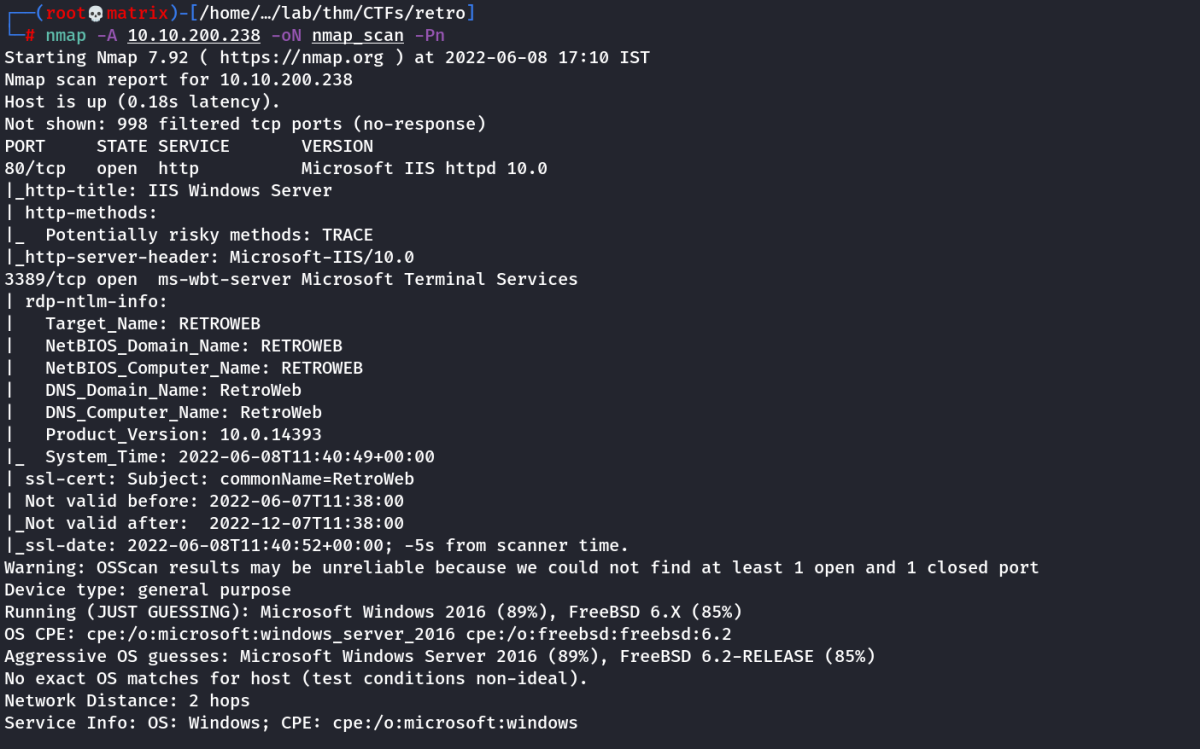 ┌──(root💀matrix)-[/home/…/lab/thm/CTFs/retro]
└─# nmap -A 10.10.200.238 -oN nmap_scan -Pn
Starting Nmap 7.92 ( https://nmap.org ) at 2022-06-08 17:10 IST
Nmap scan report for 10.10.200.238
Host is up (0.18s latency).
Not shown: 998 filtered tcp ports (no-response)
PORT     STATE SERVICE       VERSION
80/tcp   open  http          Microsoft IIS httpd 10.0
|_http-title: IIS Windows Server
| http-methods:
|_  Potentially risky methods: TRACE
|_http-server-header: Microsoft-IIS/10.0
3389/tcp open  ms-wbt-server Microsoft Terminal Services
| rdp-ntlm-info:
|   Target_Name: RETROWEB
|   NetBIOS_Domain_Name: RETROWEB
|   NetBIOS_Computer_Name: RETROWEB
|   DNS_Domain_Name: RetroWeb
|   DNS_Computer_Name: RetroWeb
|   Product_Version: 10.0.14393
|_  System_Time: 2022-06-08T11:40:49+00:00
| ssl-cert: Subject: commonName=RetroWeb
| Not valid before: 2022-06-07T11:38:00
|_Not valid after:  2022-12-07T11:38:00
|_ssl-date: 2022-06-08T11:40:52+00:00; -5s from scanner time.
Warning: OSScan results may be unreliable because we could not find at least 1 open and 1 closed port
Device type: general purpose
Running (JUST GUESSING): Microsoft Windows 2016 (89%), FreeBSD 6.X (85%)
OS CPE: cpe:/o:microsoft:windows_server_2016 cpe:/o:freebsd:freebsd:6.2
Aggressive OS guesses: Microsoft Windows Server 2016 (89%), FreeBSD 6.2-RELEASE (85%)
No exact OS matches for host (test conditions non-ideal).
Network Distance: 2 hops
Service Info: OS: Windows; CPE: cpe:/o:microsoft:windows